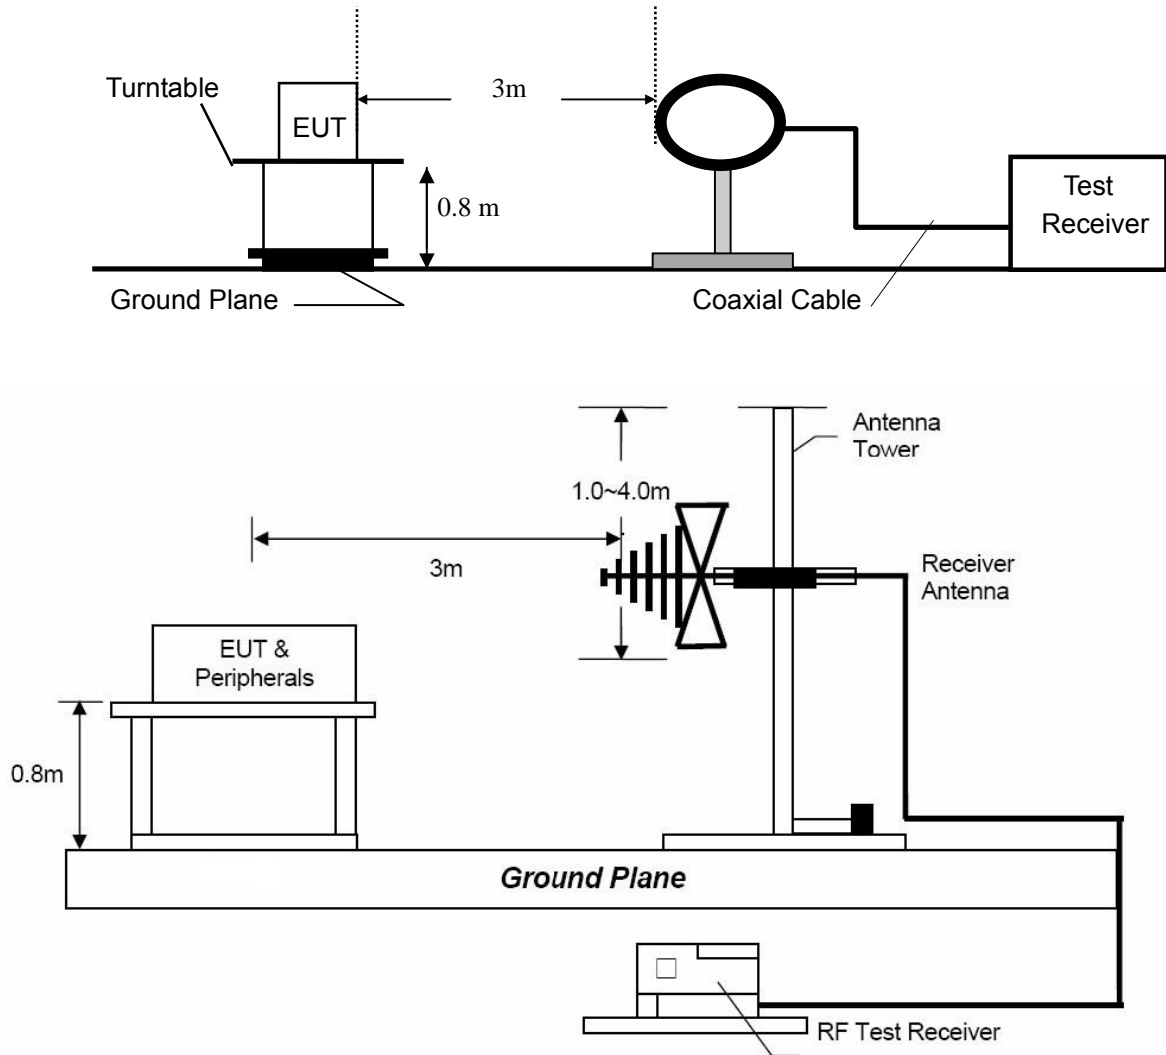 Turntable
EUT
3m
0.8 m
Test
Receiver
Ground Plane
Coaxial Cable
Antenna
Tower
1.0~4.0m
3m
Receiver
Antenna
EUT &
Peripherals
0.8m
Ground Plane
RF Test Receiver